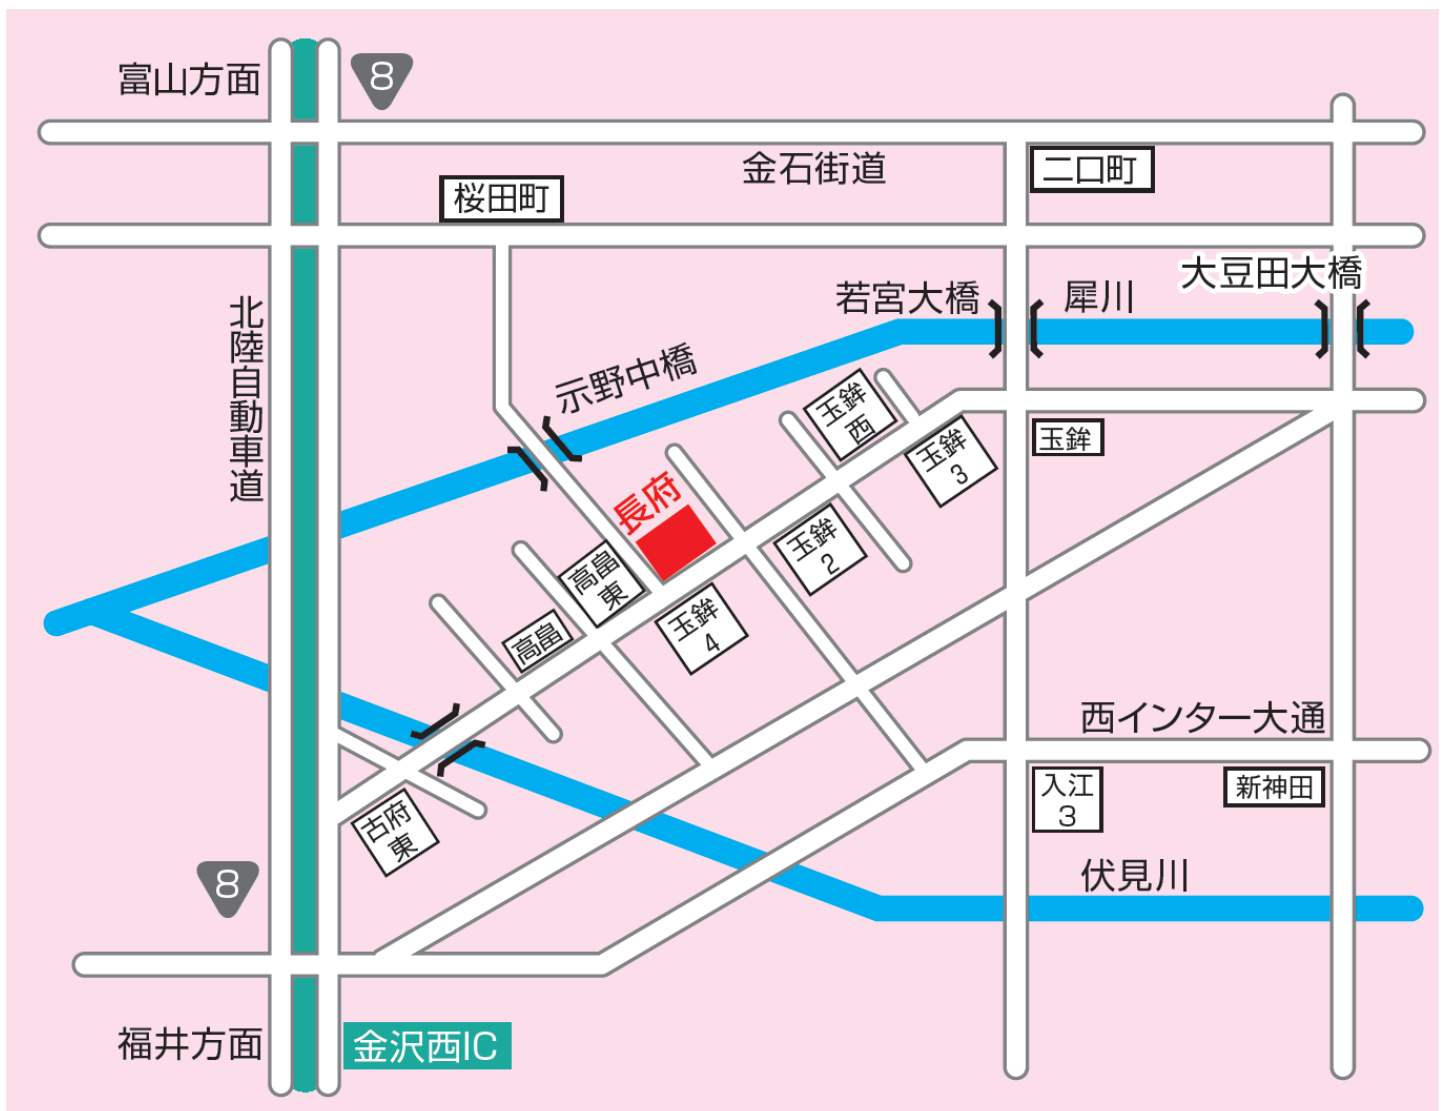 富山方面
8
金石街道
二口町
桜田町
大豆田大橋
若宮大橋
犀川
北陸自動車道
示野中橋
玉鉾
西
玉鉾
3
玉鉾
長府
玉鉾
2
高畠
東
高畠
玉鉾
4
西インター大通
入江
3
新神田
古府
東
8
伏見川
福井方面
金沢西IC